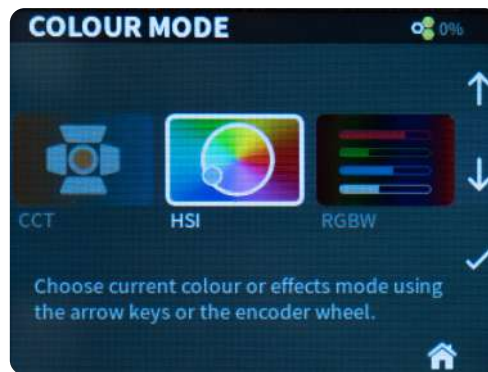 COLOUR MODE
0%
CCT
HSI
RGBW
Choose current colour or effects mode using
the arrow keys or the encoder wheel.